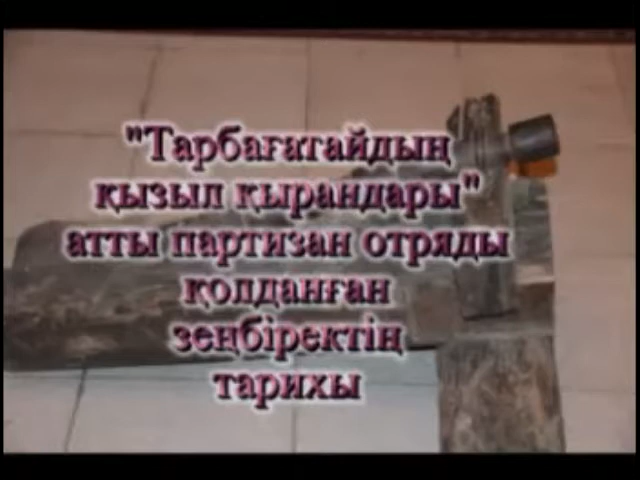 "Тарбағатайдың
қызыл қырандары"
атты партизан отряды
қолданған
зеңбіректің
тарихы